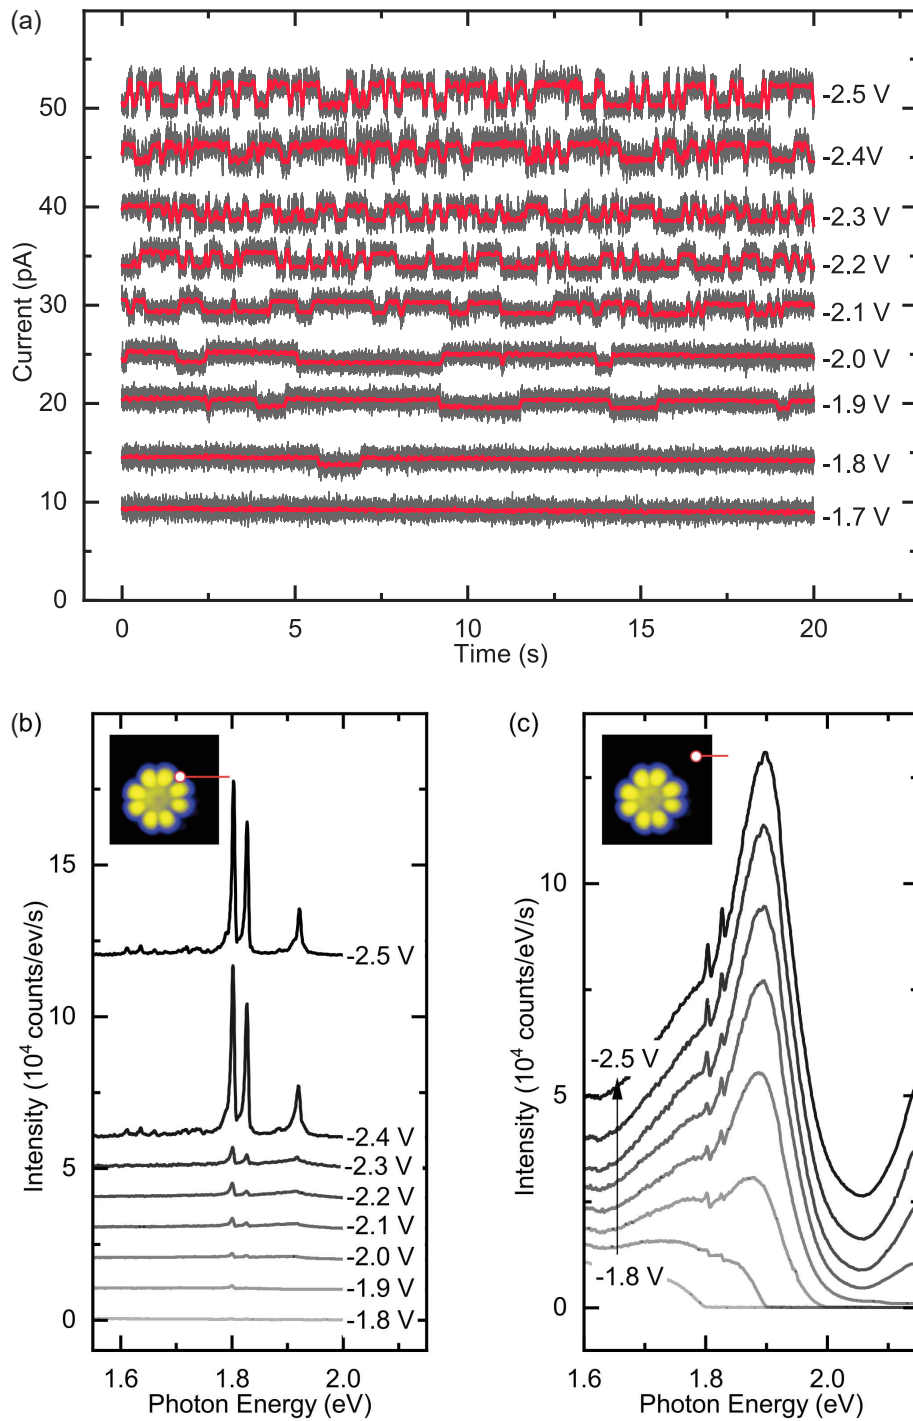 (a)
50
40
30
20
10
0
Current (pA)
-2.5 V
-2.4V
-2.3 V
-2.2 V
-2.1 V
-2.0 V
-1.9 V
-1.8 V
-1.7 V
0 5 10 15 20
Time (s)
(b)
15
10
5
0
Intensity (10⁴ counts/ev/s)
-2.5 V
-2.4 V
-2.3 V
-2.2 V
-2.1 V
-2.0 V
-1.9 V
-1.8 V
1.6 1.8 2.0
Photon Energy (eV)
(c)
10
5
0
Intensity (10⁴ counts/eV/s)
-2.5 V
-1.8 V
1.6 1.8 2.0
Photon Energy (eV)